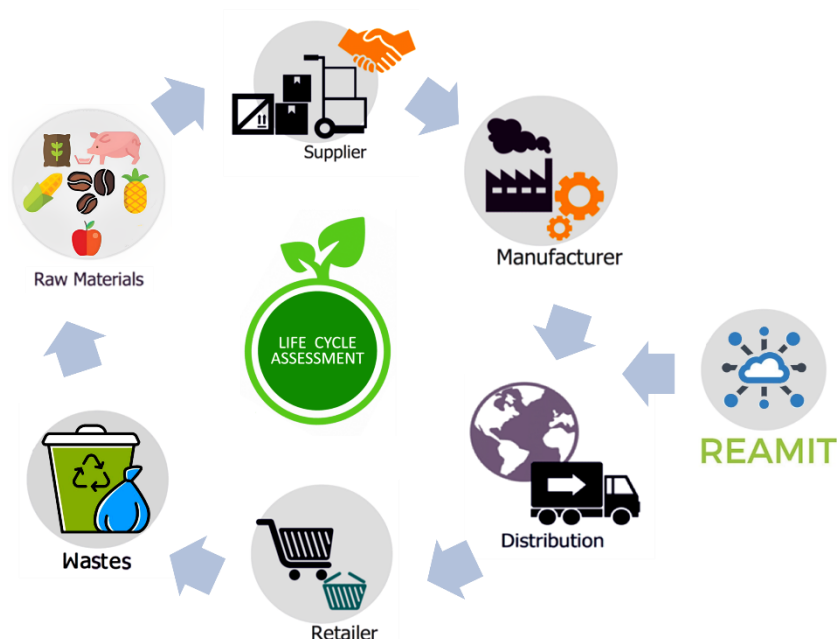 Supplier
Manufacturer
Raw Materials
LIFE CYCLE
ASSESSMENT
REAMIT
Distribution
Wastes
Retailer